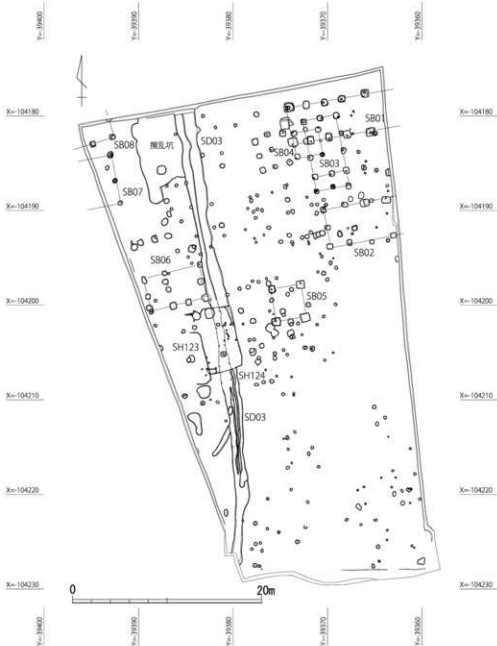 Y=-39400
Y=-39390
Y=-39380
Y=-39370
Y=-39360
X=-104180
X=-104180
SB01
SD03
SB08
撹乱坑
SB04
SB03
SB07
X=-104190
X=-104190
SB06
SB02
X=-104200
X=-104200
SB05
SH123
SH124
X=-104210
X=-104210
SD03
X=-104220
X=-104220
X=-104230
X=-104230
0
20m
Y=-39400
Y=-39390
Y=-39380
Y=-39370
Y=-39360